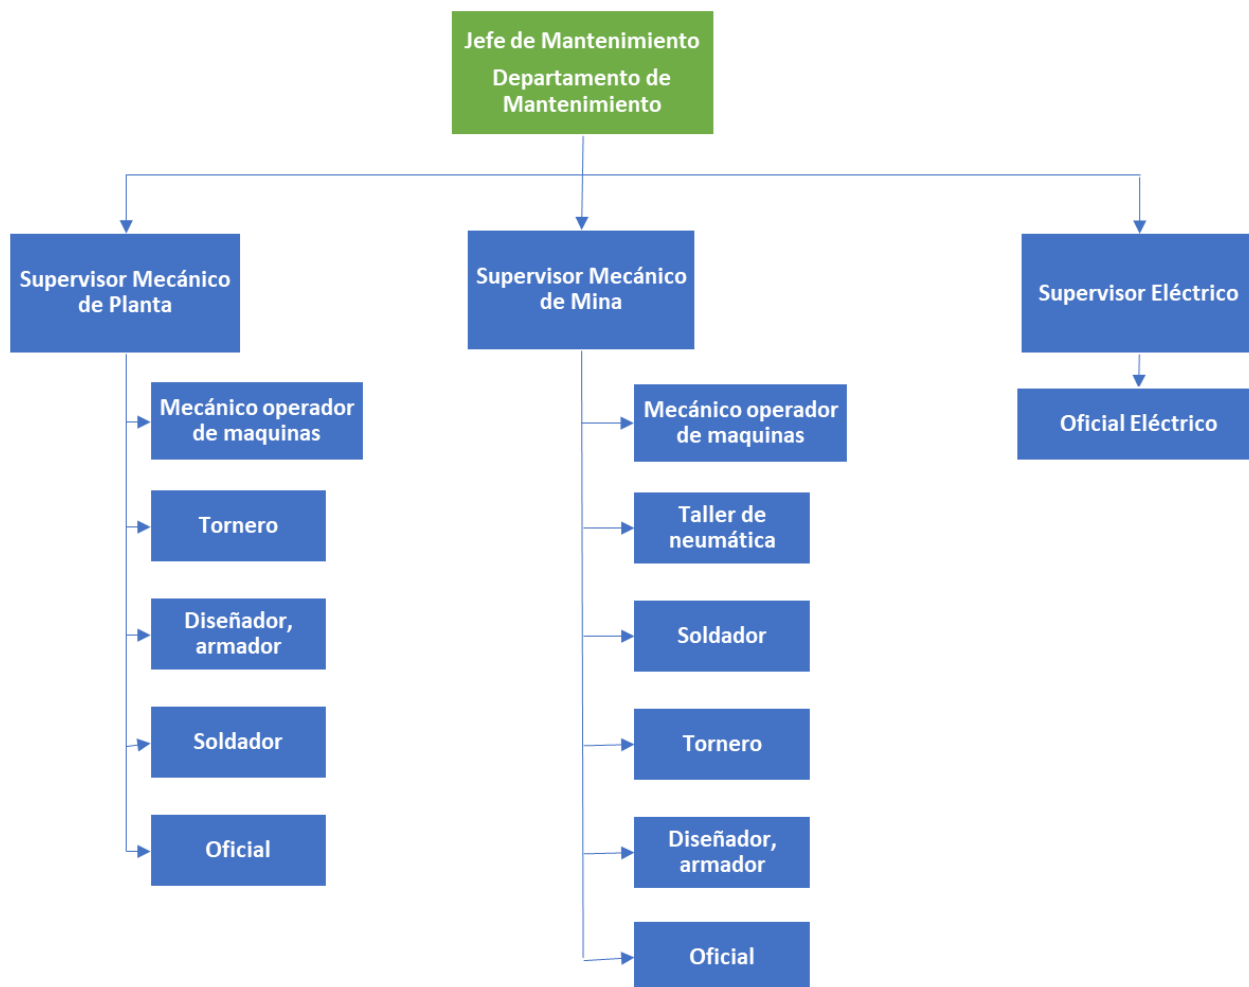 Jefe de Mantenimiento
Departamento de
Mantenimiento
Supervisor Mecánico
de Planta
Supervisor Mecánico
de Mina
Supervisor Eléctrico
Mecánico operador
de maquinas
Tornero
Diseñador,
armador
Soldador
Oficial
Mecánico operador
de maquinas
Taller de
neumática
Soldador
Tornero
Diseñador,
armador
Oficial
Oficial Eléctrico